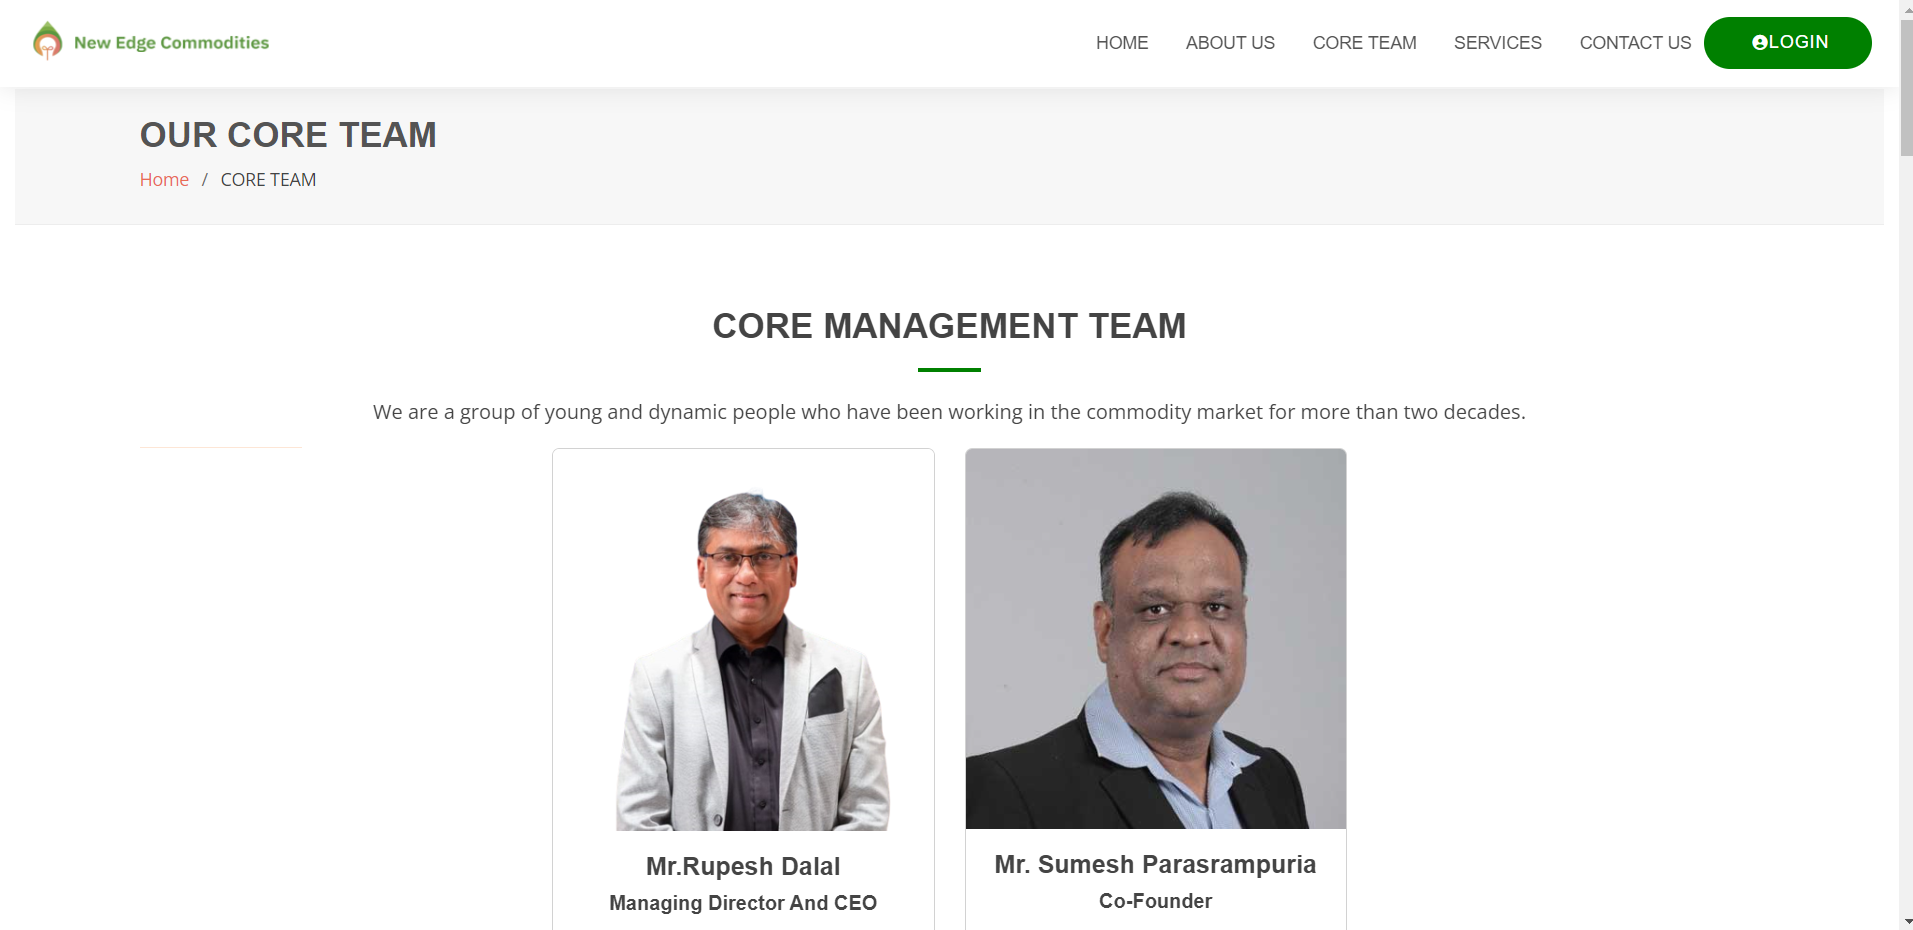 New Edge Commodities
HOME ABOUT US CORE TEAM SERVICES CONTACT US LOGIN
OUR CORE TEAM
Home / CORE TEAM
CORE MANAGEMENT TEAM
We are a group of young and dynamic people who have been working in the commodity market for more than two decades.
Mr.Rupesh Dalal
Managing Director And CEO
Mr. Sumesh Parasrampuria
Co-Founder